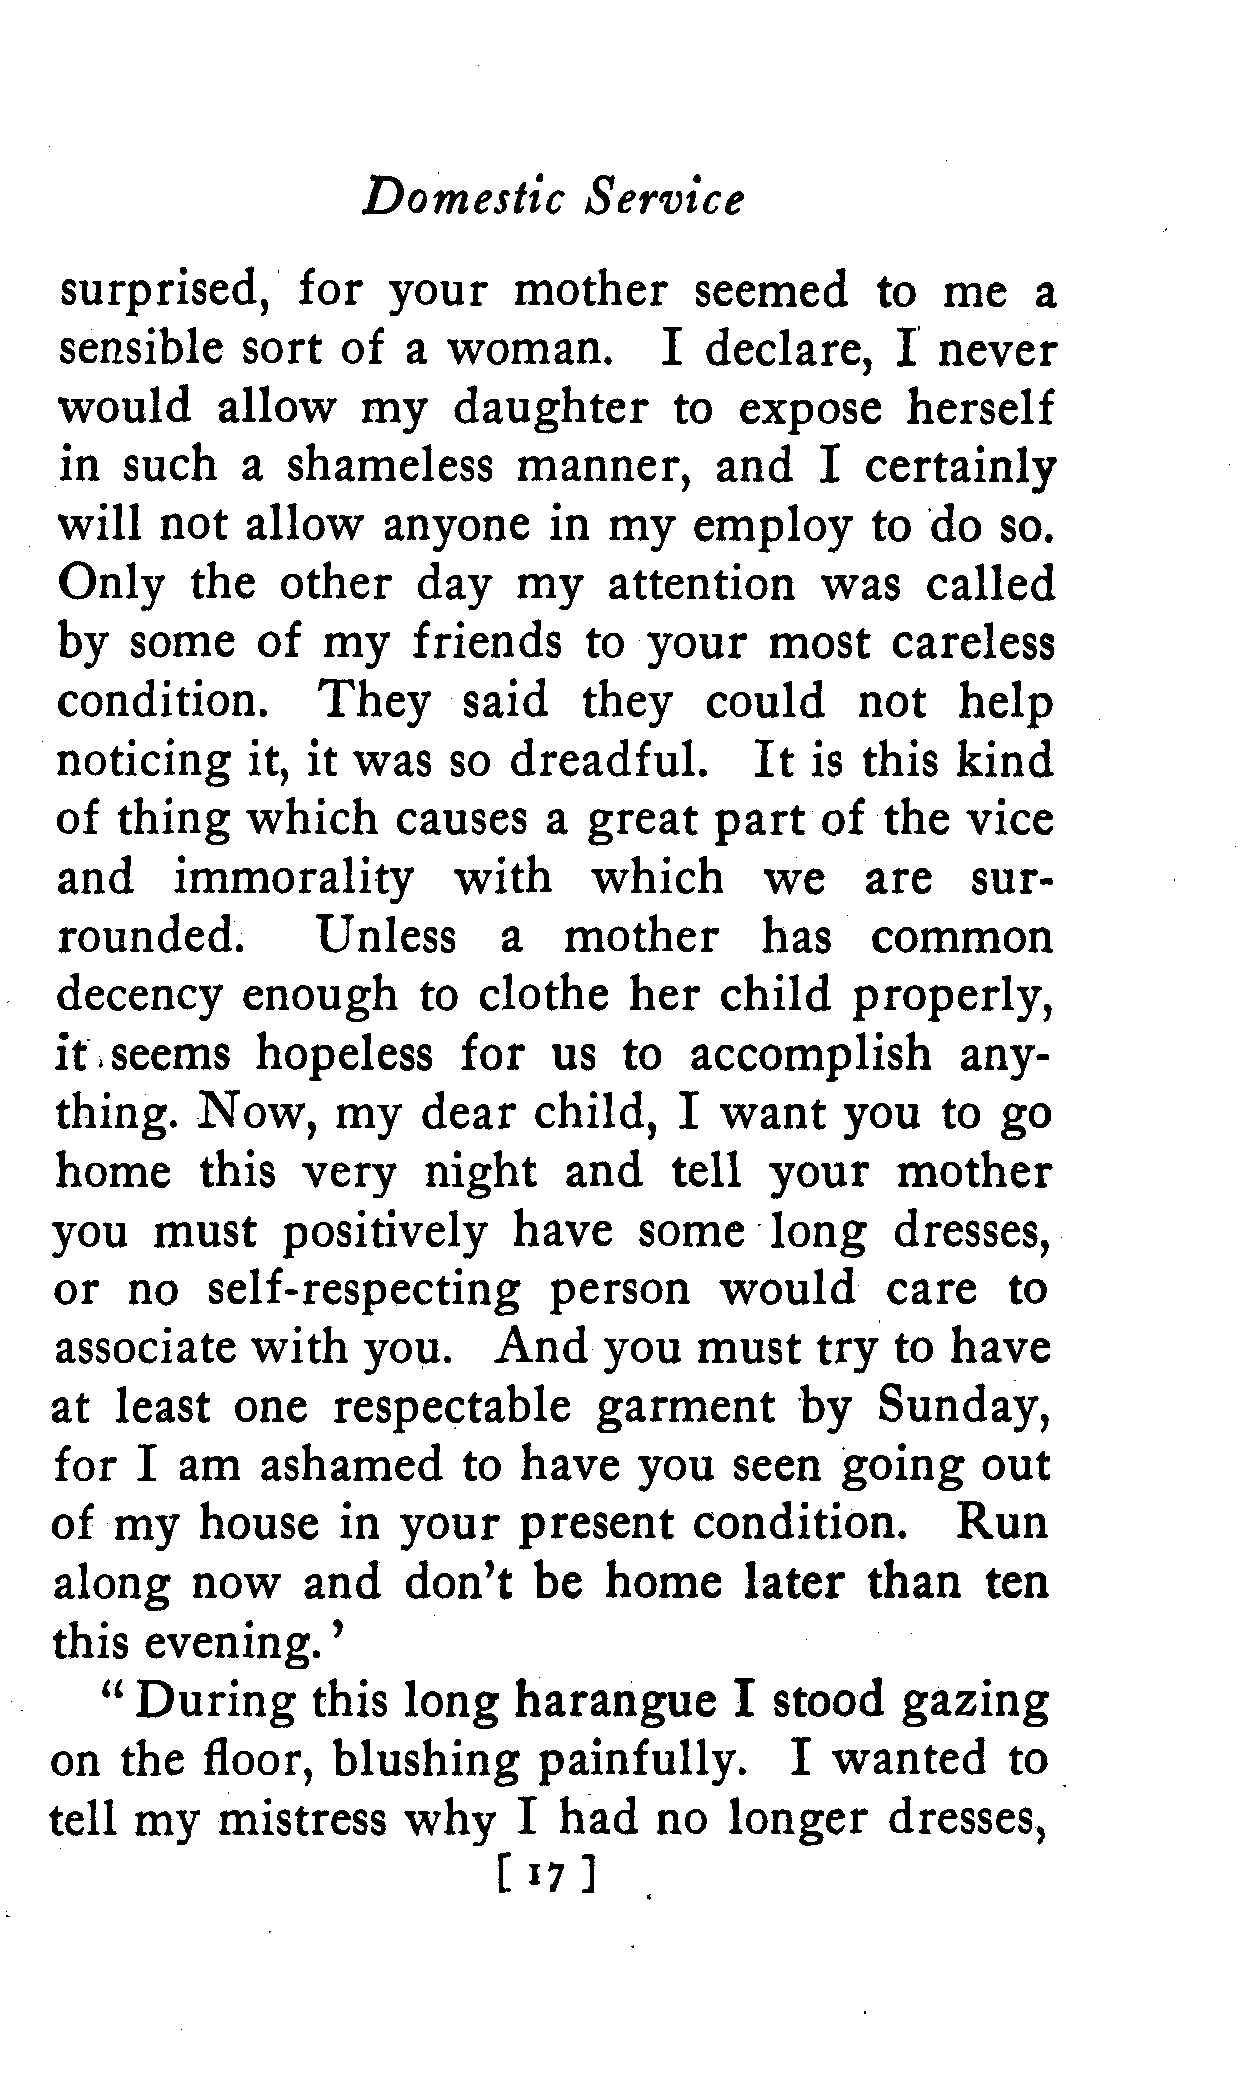 Domestic Service
surprised, for your mother seemed to me a
sensible sort of a woman. I declare, I never
would allow my daughter to expose herself
in such a shameless manner, and I certainly
will not allow anyone in my employ to do so.
Only the other day my attention was called
by some of my friends to your most careless
condition. They said they could not help
noticing it, it was so dreadful. It is this kind
of thing which causes a great part of the vice
and immorality with which we are sur-
rounded. Unless a mother has common
decency enough to clothe her child properly,
it seems hopeless for us to accomplish any-
thing. Now, my dear child, I want you to go
home this very night and tell your mother
you must positively have some long dresses,
or no self-respecting person would care to
associate with you. And you must try to have
at least one respectable garment by Sunday,
for I am ashamed to have you seen going out
of my house in your present condition. Run
along now and don't be home later than ten
this evening.'
"During this long harangue I stood gazing
on the floor, blushing painfully. I wanted to
tell my mistress why I had no longer dresses,
[ 17 ]